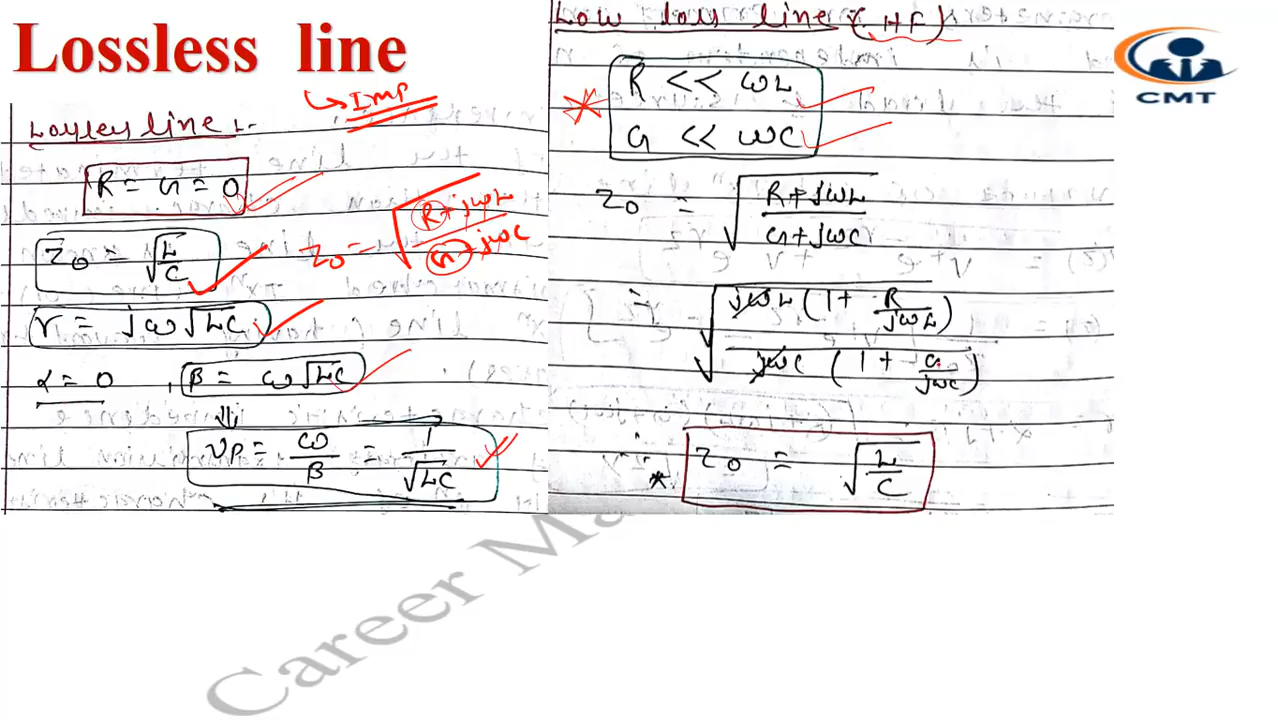 Lossless line
↳ Imp
Lossless line :-
R = G = 0
Z0 = √(L/C)
Z0 = √((R+jωL)/(G+jωC))
γ = jω√LC
α = 0 , β = ω√LC
⇓
VP = ω/β = 1/√LC
Low loss line (HF)
R << ωL
G << ωC
Z0 = √((R+jωL)/(G+jωC))
= √(jωL(1 + R/jωL)/jωC(1 + G/jωC))
Z0 = √(L/C)
CMT
Career Ma